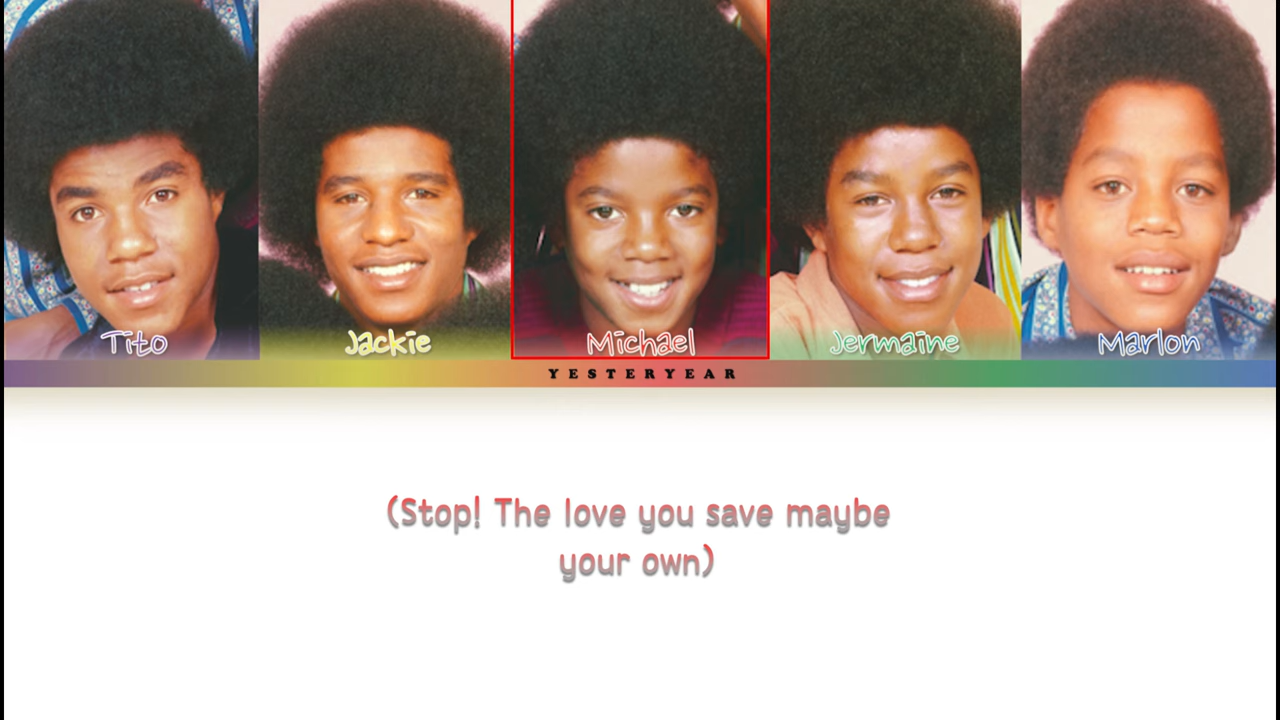 Tito Jackie Michael Jermaine Marlon
YESTERYEAR
(Stop! The love you save maybe
your own)